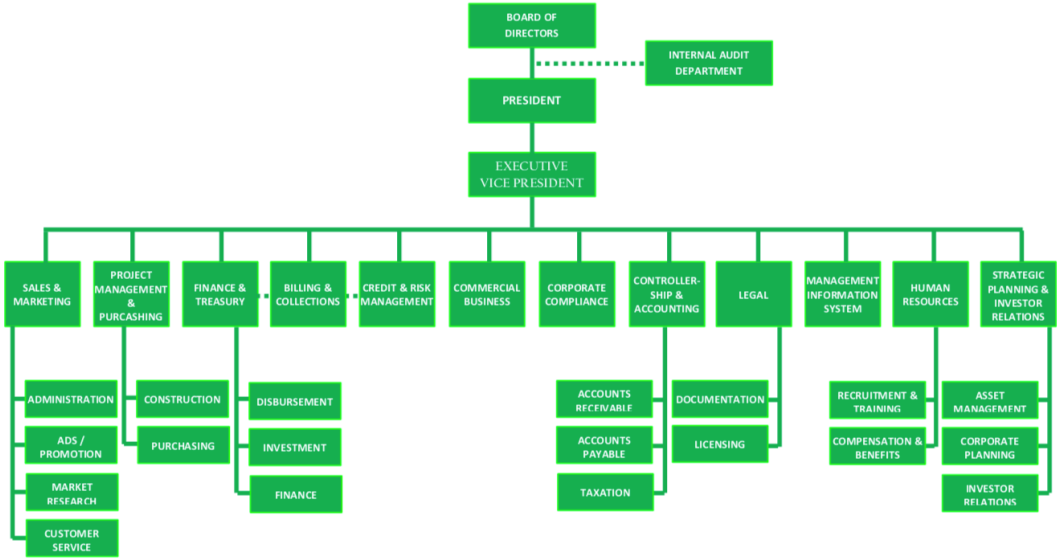 BOARD OF
DIRECTORS
INTERNAL AUDIT
DEPARTMENT
PRESIDENT
EXECUTIVE
VICE PRESIDENT
SALES &
MARKETING
PROJECT
MANAGEMENT
&
PURCASHING
FINANCE &
TREASURY
BILLING &
COLLECTIONS
CREDIT & RISK
MANAGEMENT
COMMERCIAL
BUSINESS
CORPORATE
COMPLIANCE
CONTROLLER-
SHIP &
ACCOUNTING
LEGAL
MANAGEMENT
INFORMATION
SYSTEM
HUMAN
RESOURCES
STRATEGIC
PLANNING &
INVESTOR
RELATIONS
ADMINISTRATION
ADS /
PROMOTION
MARKET
RESEARCH
CUSTOMER
SERVICE
CONSTRUCTION
PURCHASING
DISBURSEMENT
INVESTMENT
FINANCE
ACCOUNTS
RECEIVABLE
ACCOUNTS
PAYABLE
TAXATION
DOCUMENTATION
LICENSING
RECRUITMENT &
TRAINING
COMPENSATION &
BENEFITS
ASSET
MANAGEMENT
CORPORATE
PLANNING
INVESTOR
RELATIONS